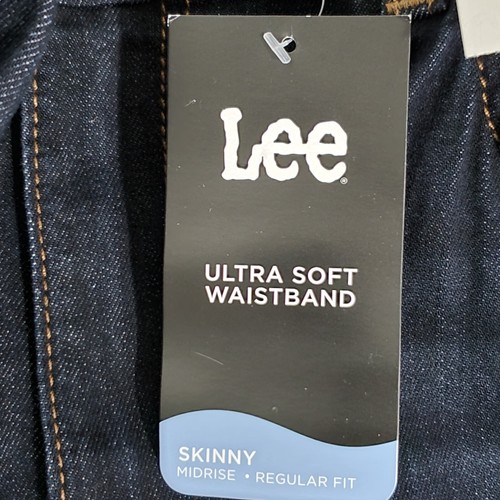 Lee®
ULTRA SOFT
WAISTBAND
SKINNY
MIDRISE • REGULAR FIT